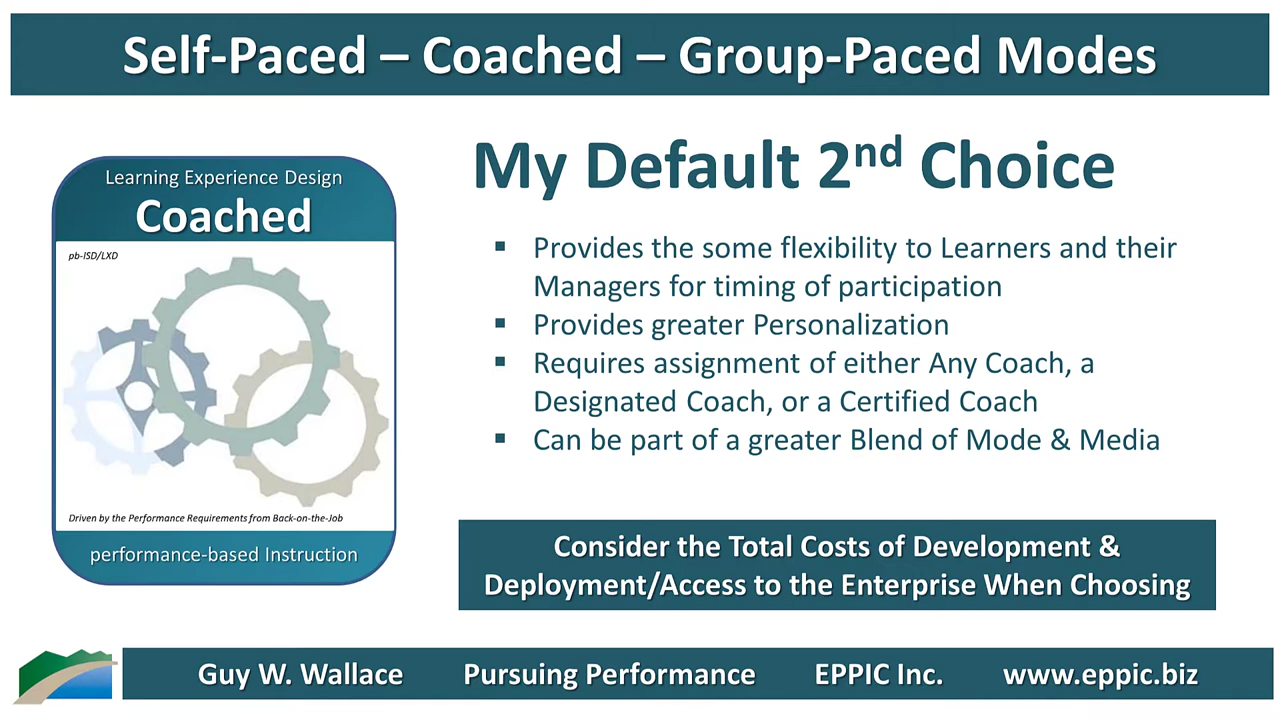 Self-Paced – Coached – Group-Paced Modes
Learning Experience Design
Coached
pb-ISD/LXD
Driven by the Performance Requirements from Back-on-the-Job
performance-based Instruction
My Default 2nd Choice
▪ Provides the some flexibility to Learners and their
Managers for timing of participation
▪ Provides greater Personalization
▪ Requires assignment of either Any Coach, a
Designated Coach, or a Certified Coach
▪ Can be part of a greater Blend of Mode & Media
Consider the Total Costs of Development &
Deployment/Access to the Enterprise When Choosing
Guy W. Wallace Pursuing Performance EPPIC Inc. www.eppic.biz